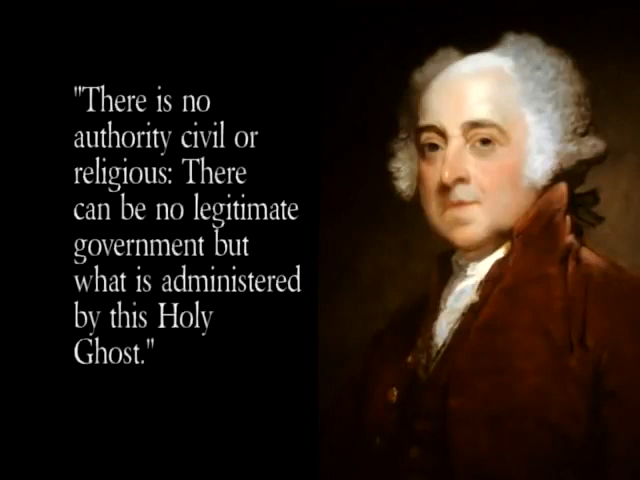 "There is no
authority civil or
religious: There
can be no legitimate
government but
what is administered
by this Holy
Ghost."